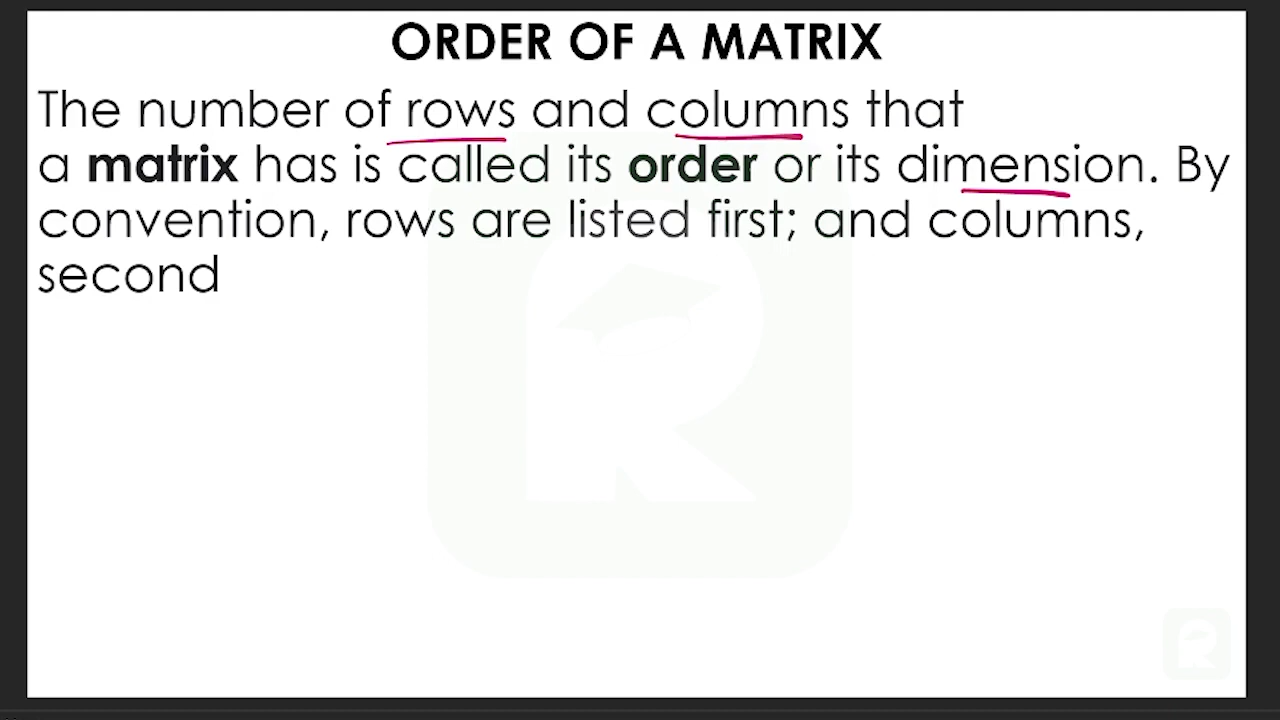 ORDER OF A MATRIX
The number of rows and columns that
a matrix has is called its order or its dimension. By
convention, rows are listed first; and columns,
second